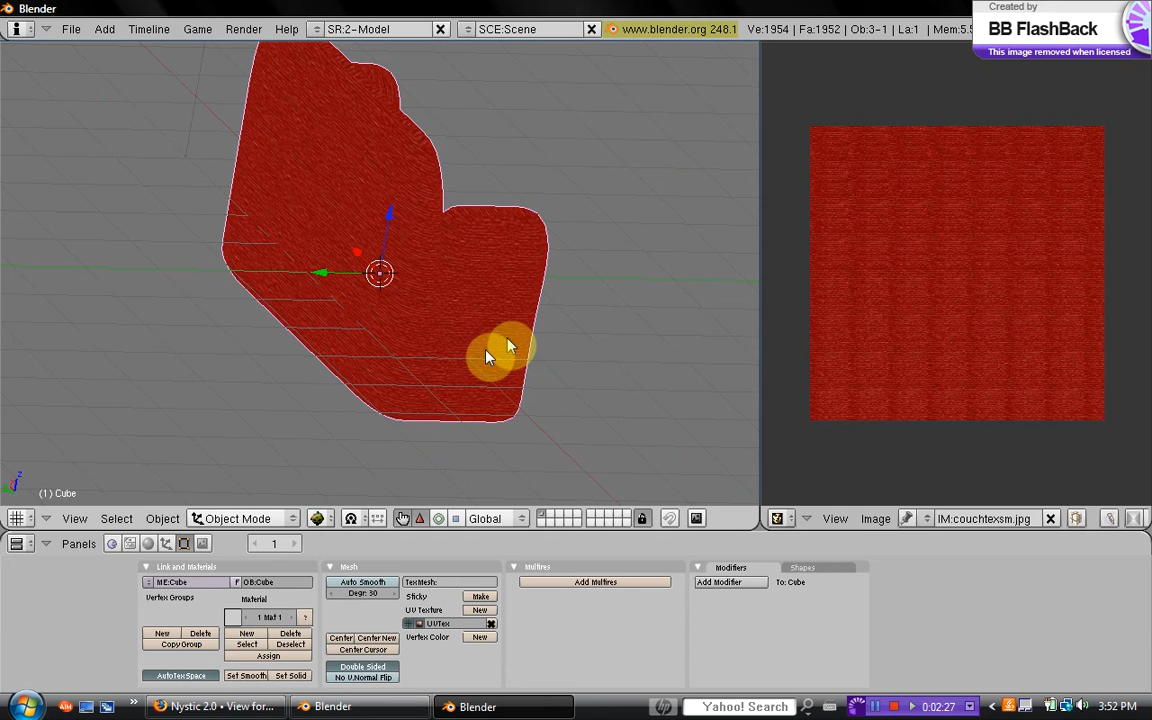 Blender
Created by
BB FlashBack
This image removed when licensed
File Add Timeline Game Render Help SR:2-Model SCE:Scene www.blender.org 248.1 Ve:1954 | Fa:1952 | Ob:3-1 | La:1 | Mem:5.5
z
(1) Cube
View Select Object Object Mode Global View Image IM:couchtexsm.jpg
Panels 1
Link and Materials Mesh Multires Modifiers Shapes
ME:Cube F OB:Cube Auto Smooth TexMesh: Add Multires Add Modifier To: Cube
Degr: 30 Sticky Make
Vertex Groups Material UV Texture New
1 Mat 1 ? UVTex
New Delete New Delete Center Center New Vertex Color New
Copy Group Select Deselect Center Cursor
Assign
Double Sided
AutoTexSpace Set Smooth Set Solid No V.Normal Flip
Nystic 2.0 • View for... Blender Blender hp Yahoo! Search 0:02:27 3:52 PM